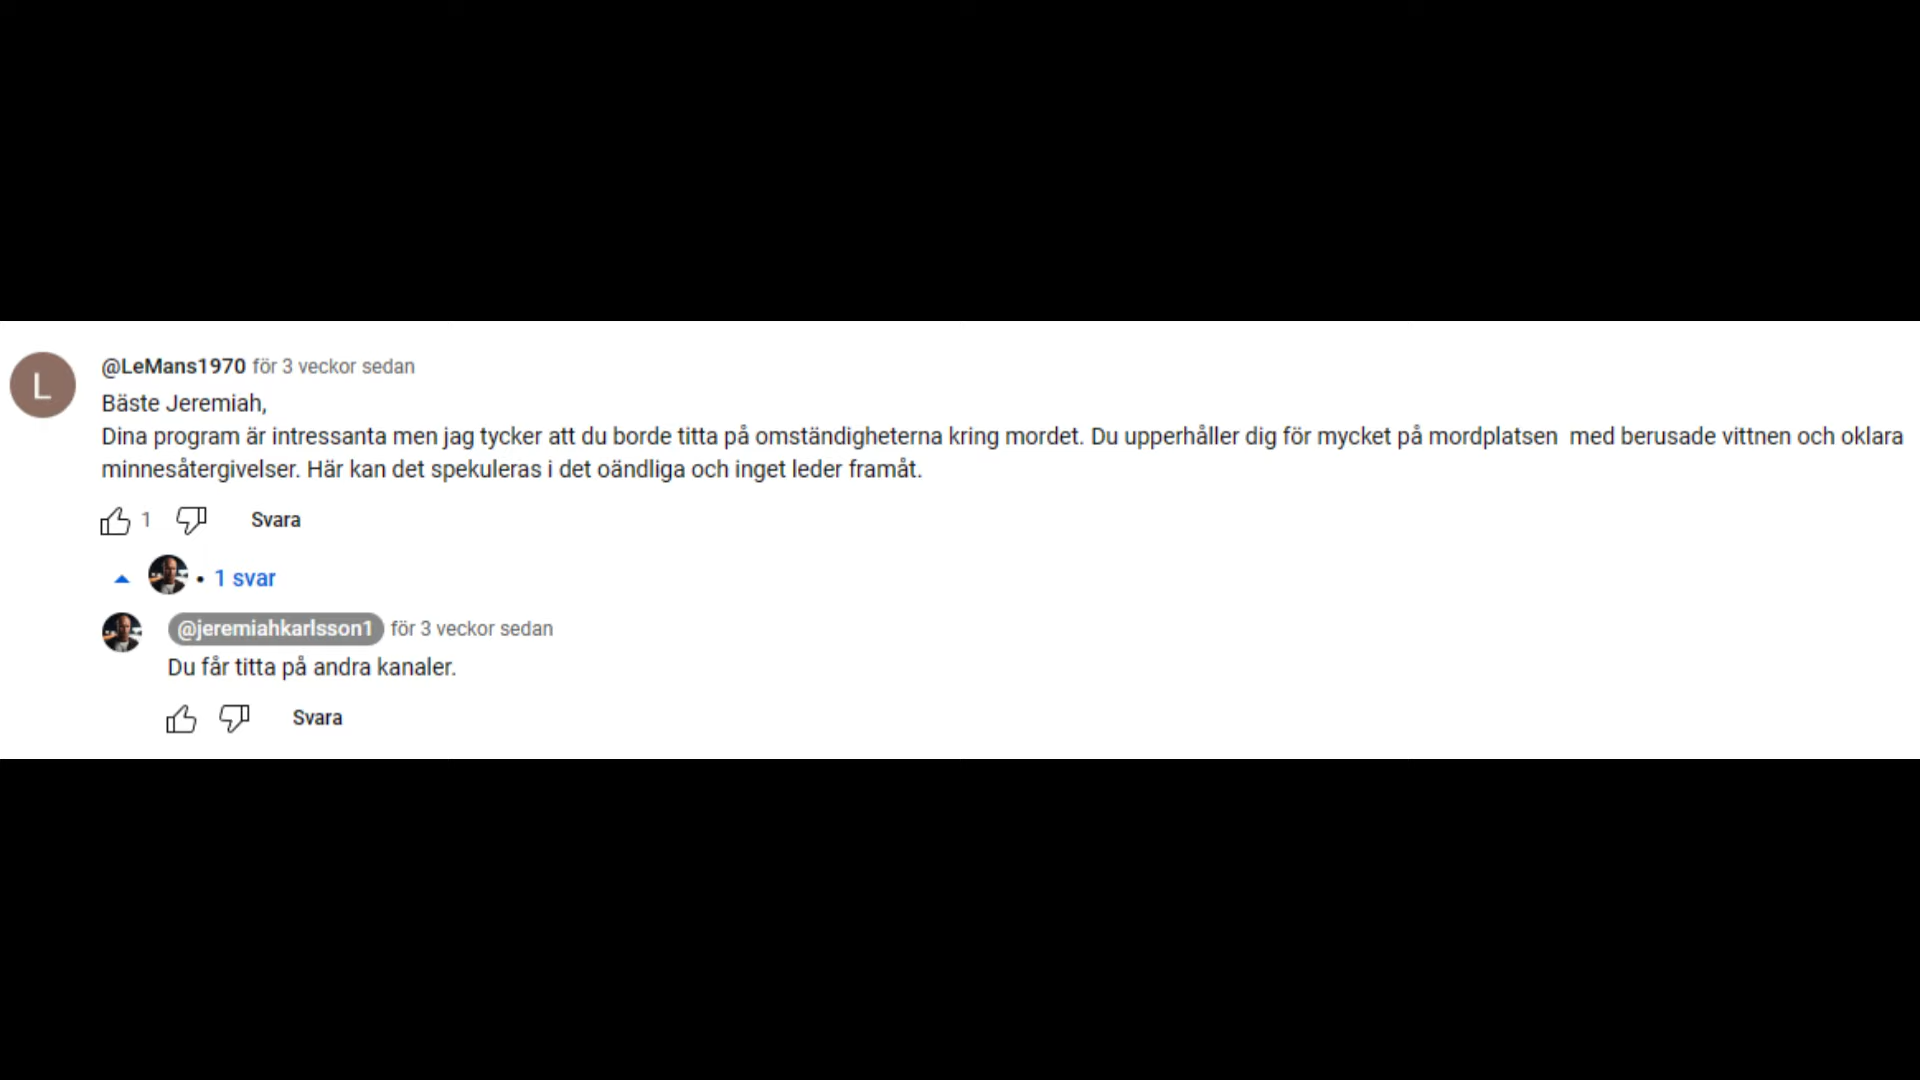 L
@LeMans1970 för 3 veckor sedan
Bäste Jeremiah,
Dina program är intressanta men jag tycker att du borde titta på omständigheterna kring mordet. Du upperhåller dig för mycket på mordplatsen  med berusade vittnen och oklara
minnesåtergivelser. Här kan det spekuleras i det oändliga och inget leder framåt.
1 Svara
• 1 svar
@jeremiahkarlsson1 för 3 veckor sedan
Du får titta på andra kanaler.
Svara